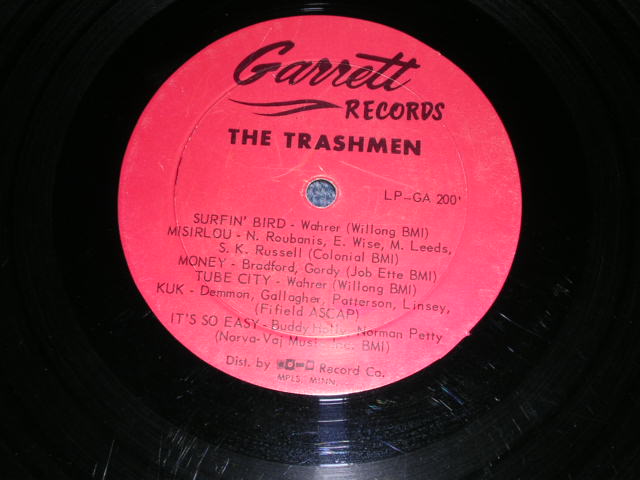 Garrett
RECORDS
THE TRASHMEN
LP-GA 200'
SURFIN' BIRD - Wahrer (Willong BMI)
MISIRLOU - N. Roubanis, E. Wise, M. Leeds,
S. K. Russell (Colonial BMI)
MONEY - Bradford, Gordy (Job Ette BMI)
TUBE CITY - Wahrer (Willong BMI)
KUK - Demmon, Gallagher, Patterson, Linsey,
(Fifield ASCAP)
IT'S SO EASY - Buddy Holly, Norman Petty
(Norva-Vaj Music BMI)
Dist. by Record Co.
MPLS. MINN.